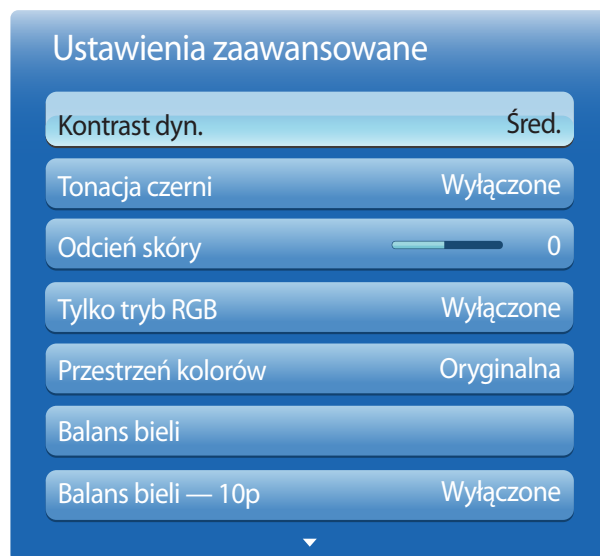 Ustawienia zaawansowane
Kontrast dyn. Śred.
Tonacja czerni Wyłączone
Odcień skóry 0
Tylko tryb RGB Wyłączone
Przestrzeń kolorów Oryginalna
Balans bieli
Balans bieli — 10p Wyłączone